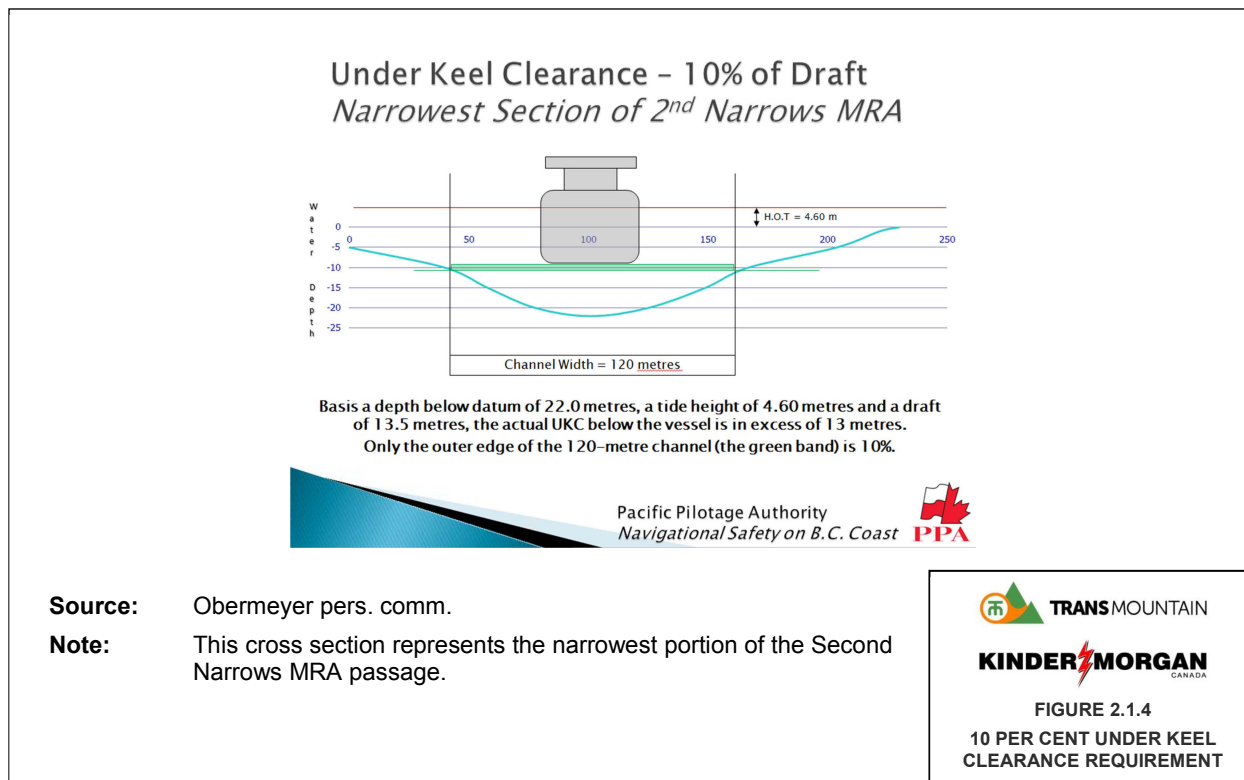 Under Keel Clearance – 10% of Draft
Narrowest Section of 2nd Narrows MRA
H.O.T = 4.60 m
Water Depth
0
-5
-10
-15
-20
-25
0 50 100 150 200 250
Channel Width = 120 metres
Basis a depth below datum of 22.0 metres, a tide height of 4.60 metres and a draft
of 13.5 metres, the actual UKC below the vessel is in excess of 13 metres.
Only the outer edge of the 120-metre channel (the green band) is 10%.
Pacific Pilotage Authority
Navigational Safety on B.C. Coast
PPA
Source: Obermeyer pers. comm.
Note: This cross section represents the narrowest portion of the Second
Narrows MRA passage.
TRANSMOUNTAIN
KINDER MORGAN
CANADA
FIGURE 2.1.4
10 PER CENT UNDER KEEL
CLEARANCE REQUIREMENT